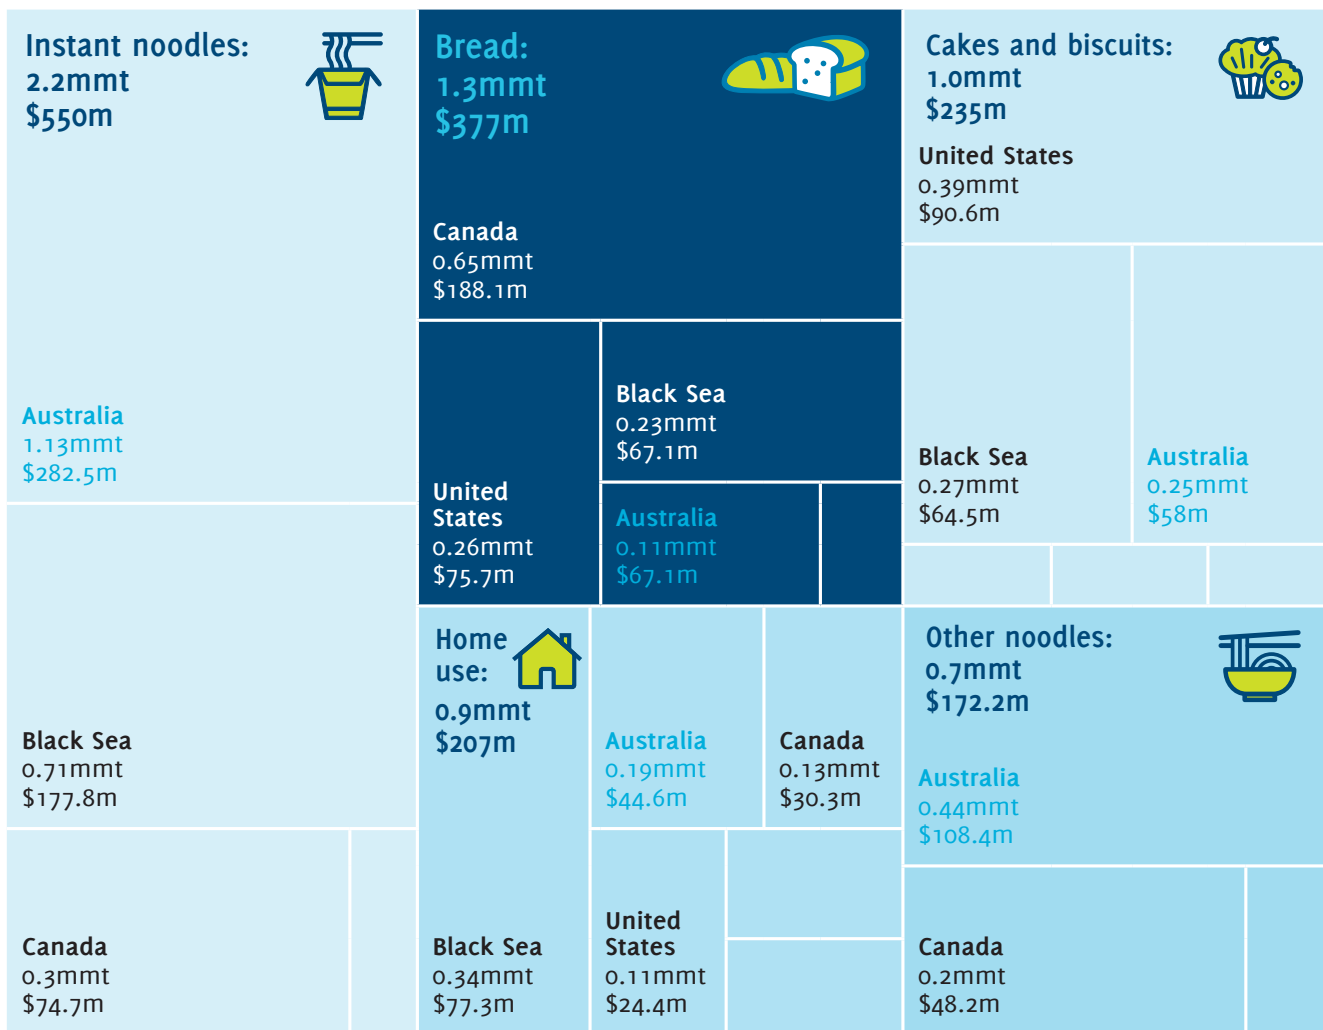 Instant noodles:
2.2mmt
$550m
Australia
1.13mmt
$282.5m
Black Sea
0.71mmt
$177.8m
Canada
0.3mmt
$74.7m
Bread:
1.3mmt
$377m
Canada
0.65mmt
$188.1m
United
States
0.26mmt
$75.7m
Black Sea
0.23mmt
$67.1m
Australia
0.11mmt
$67.1m
Cakes and biscuits:
1.0mmt
$235m
United States
0.39mmt
$90.6m
Black Sea
0.27mmt
$64.5m
Australia
0.25mmt
$58m
Home
use:
0.9mmt
$207m
Black Sea
0.34mmt
$77.3m
Australia
0.19mmt
$44.6m
Canada
0.13mmt
$30.3m
United
States
0.11mmt
$24.4m
Other noodles:
0.7mmt
$172.2m
Australia
0.44mmt
$108.4m
Canada
0.2mmt
$48.2m